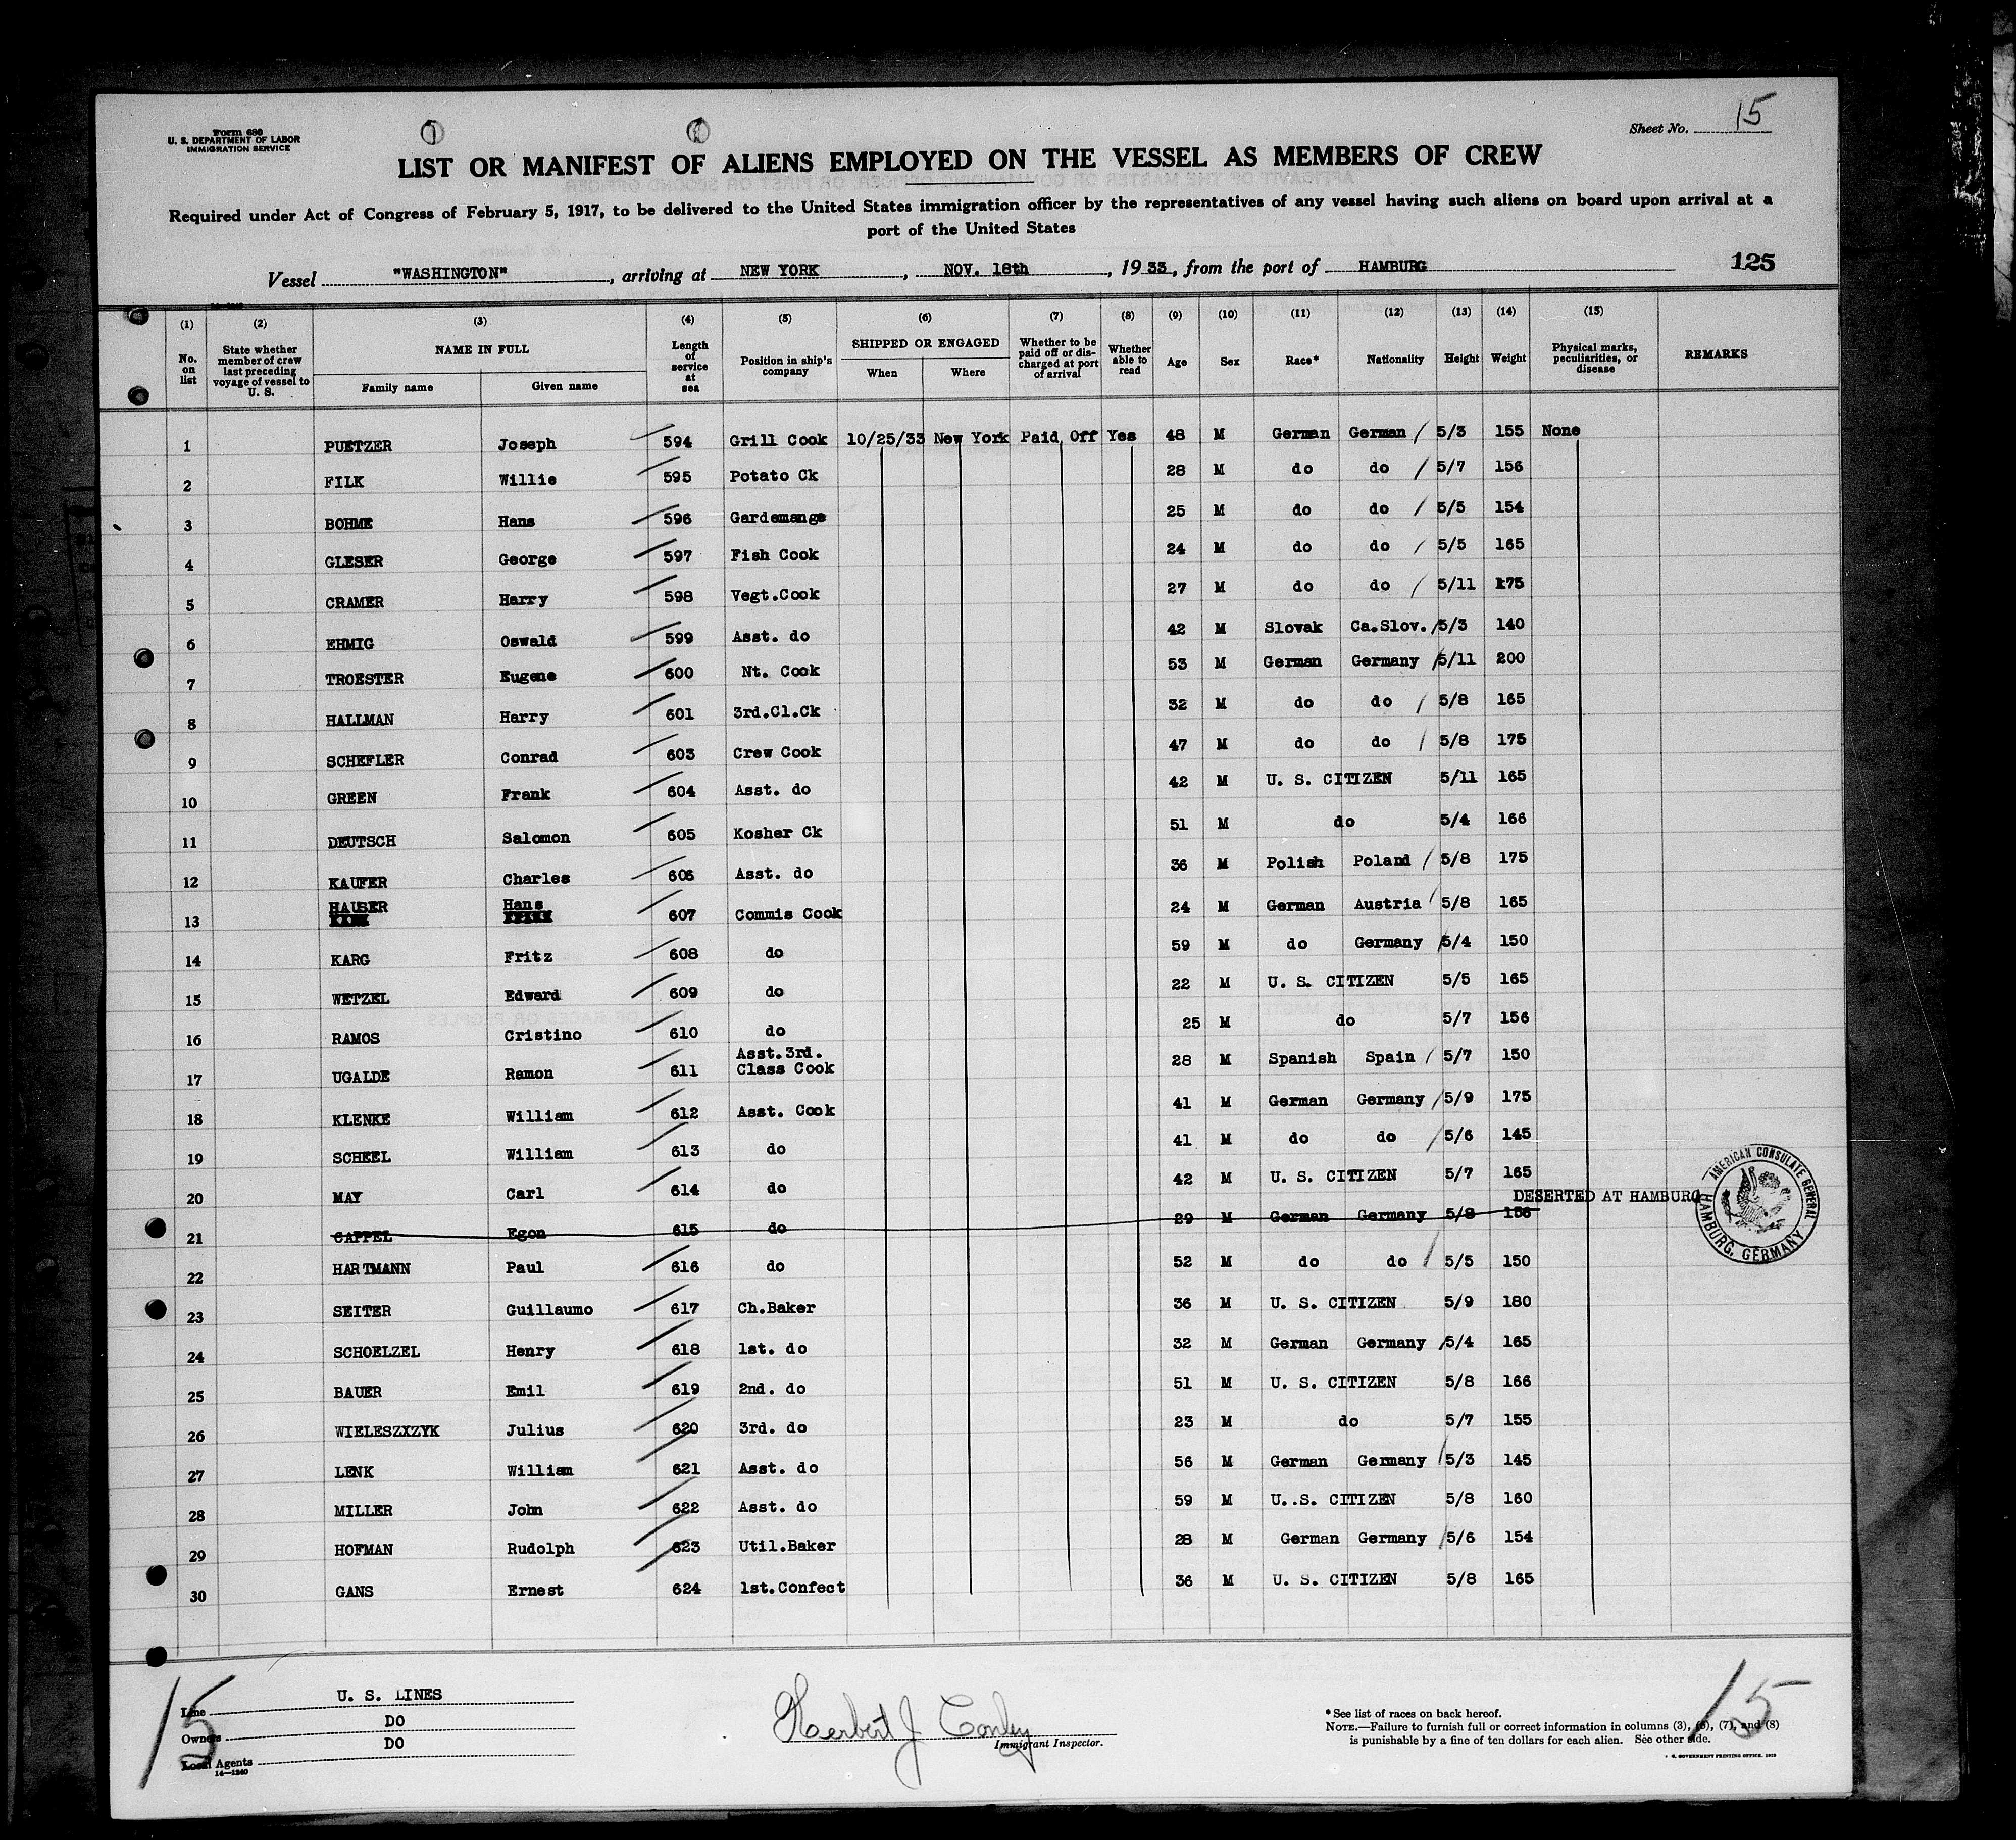 Form 680
U. S. DEPARTMENT OF LABOR
IMMIGRATION SERVICE
Sheet No. 15
LIST OR MANIFEST OF ALIENS EMPLOYED ON THE VESSEL AS MEMBERS OF CREW
Required under Act of Congress of February 5, 1917, to be delivered to the United States immigration officer by the representatives of any vessel having such aliens on board upon arrival at a
port of the United States
Vessel "WASHINGTON", arriving at NEW YORK, NOV. 18th, 1933, from the port of HAMBURG 125
(1) (2) (3) (4) (5) (6) (7) (8) (9) (10) (11) (12) (13) (14) (15)
No. on list State whether member of crew last preceding voyage of vessel to U. S. NAME IN FULL Family name Given name Length of service at sea Position in ship's company SHIPPED OR ENGAGED When Where Whether to be paid off or discharged at port of arrival Whether able to read Age Sex Race* Nationality Height Weight Physical marks, peculiarities, or disease REMARKS
1 PUETZER Joseph 594 Grill Cook 10/25/33 New York Paid Off Yes 48 M German German 5/3 155 None
2 FILK Willie 595 Potato Ck 28 M do do 5/7 156
3 BOHME Hans 596 Gardemange 25 M do do 5/5 154
4 GLESER George 597 Fish Cook 24 M do do 5/5 165
5 CRAMER Harry 598 Vegt.Cook 27 M do do 5/11 175
6 EHMIG Oswald 599 Asst. do 42 M Slovak Ca.Slov. 5/3 140
7 TROESTER Eugene 600 Nt. Cook 53 M German Germany 5/11 200
8 HALLMAN Harry 601 3rd.Cl.Ck 32 M do do 5/8 165
9 SCHEFLER Conrad 603 Crew Cook 47 M do do 5/8 175
10 GREEN Frank 604 Asst. do 42 M U. S. CITIZEN 5/11 165
11 DEUTSCH Salomon 605 Kosher Ck 51 M do 5/4 166
12 KAUFER Charles 606 Asst. do 36 M Polish Poland 5/8 175
13 HAUSER Hans 607 Commis Cook 24 M German Austria 5/8 165
14 KARG Fritz 608 do 59 M do Germany 5/4 150
15 WETZEL Edward 609 do 22 M U. S. CITIZEN 5/5 165
16 RAMOS Cristino 610 do 25 M do 5/7 156
17 UGALDE Ramon 611 Asst.3rd. Class Cook 28 M Spanish Spain 5/7 150
18 KLENKE William 612 Asst. Cook 41 M German Germany 5/9 175
19 SCHEEL William 613 do 41 M do do 5/6 145
20 MAY Carl 614 do 42 M U. S. CITIZEN 5/7 165
DESERTED AT HAMBURG
21 CAPPEL Egon 615 do 29 M German Germany 5/8 156
AMERICAN CONSULATE GENERAL
HAMBURG, GERMANY
22 HARTMANN Paul 616 do 52 M do do 5/5 150
23 SEITER Guillaumo 617 Ch.Baker 36 M U. S. CITIZEN 5/9 180
24 SCHOELZEL Henry 618 1st. do 32 M German Germany 5/4 165
25 BAUER Emil 619 2nd. do 51 M U. S. CITIZEN 5/8 166
26 WIELESZXZYK Julius 620 3rd. do 23 M do 5/7 155
27 LENK William 621 Asst. do 56 M German Germany 5/3 145
28 MILLER John 622 Asst. do 59 M U..S. CITIZEN 5/8 160
29 HOFMAN Rudolph 623 Util.Baker 28 M German Germany 5/6 154
30 GANS Ernest 624 1st.Confect 36 M U. S. CITIZEN 5/8 165
15
Line U. S. LINES
Owners DO
Local Agents DO
14—1240
Herbert J Conley
Immigrant Inspector.
15
* See list of races on back hereof.
NOTE.—Failure to furnish full or correct information in columns (3), (6), (7), and (8)
is punishable by a fine of ten dollars for each alien. See other side.
GOVERNMENT PRINTING OFFICE